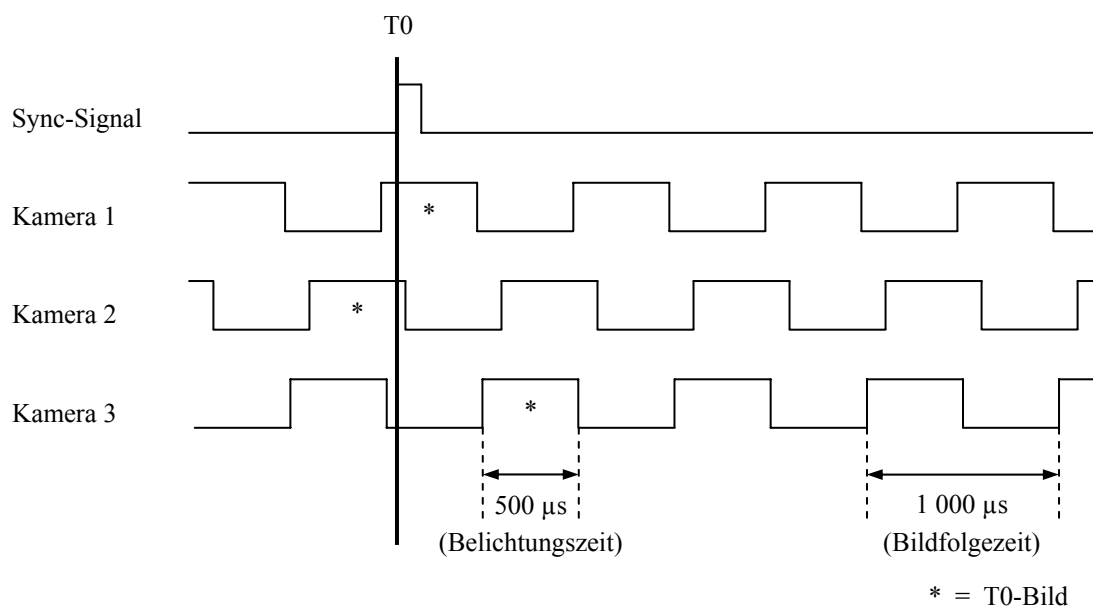 T0
Sync-Signal
Kamera 1
*
Kamera 2
*
Kamera 3
*
500 µs
(Belichtungszeit)
1 000 µs
(Bildfolgezeit)
* = T0-Bild